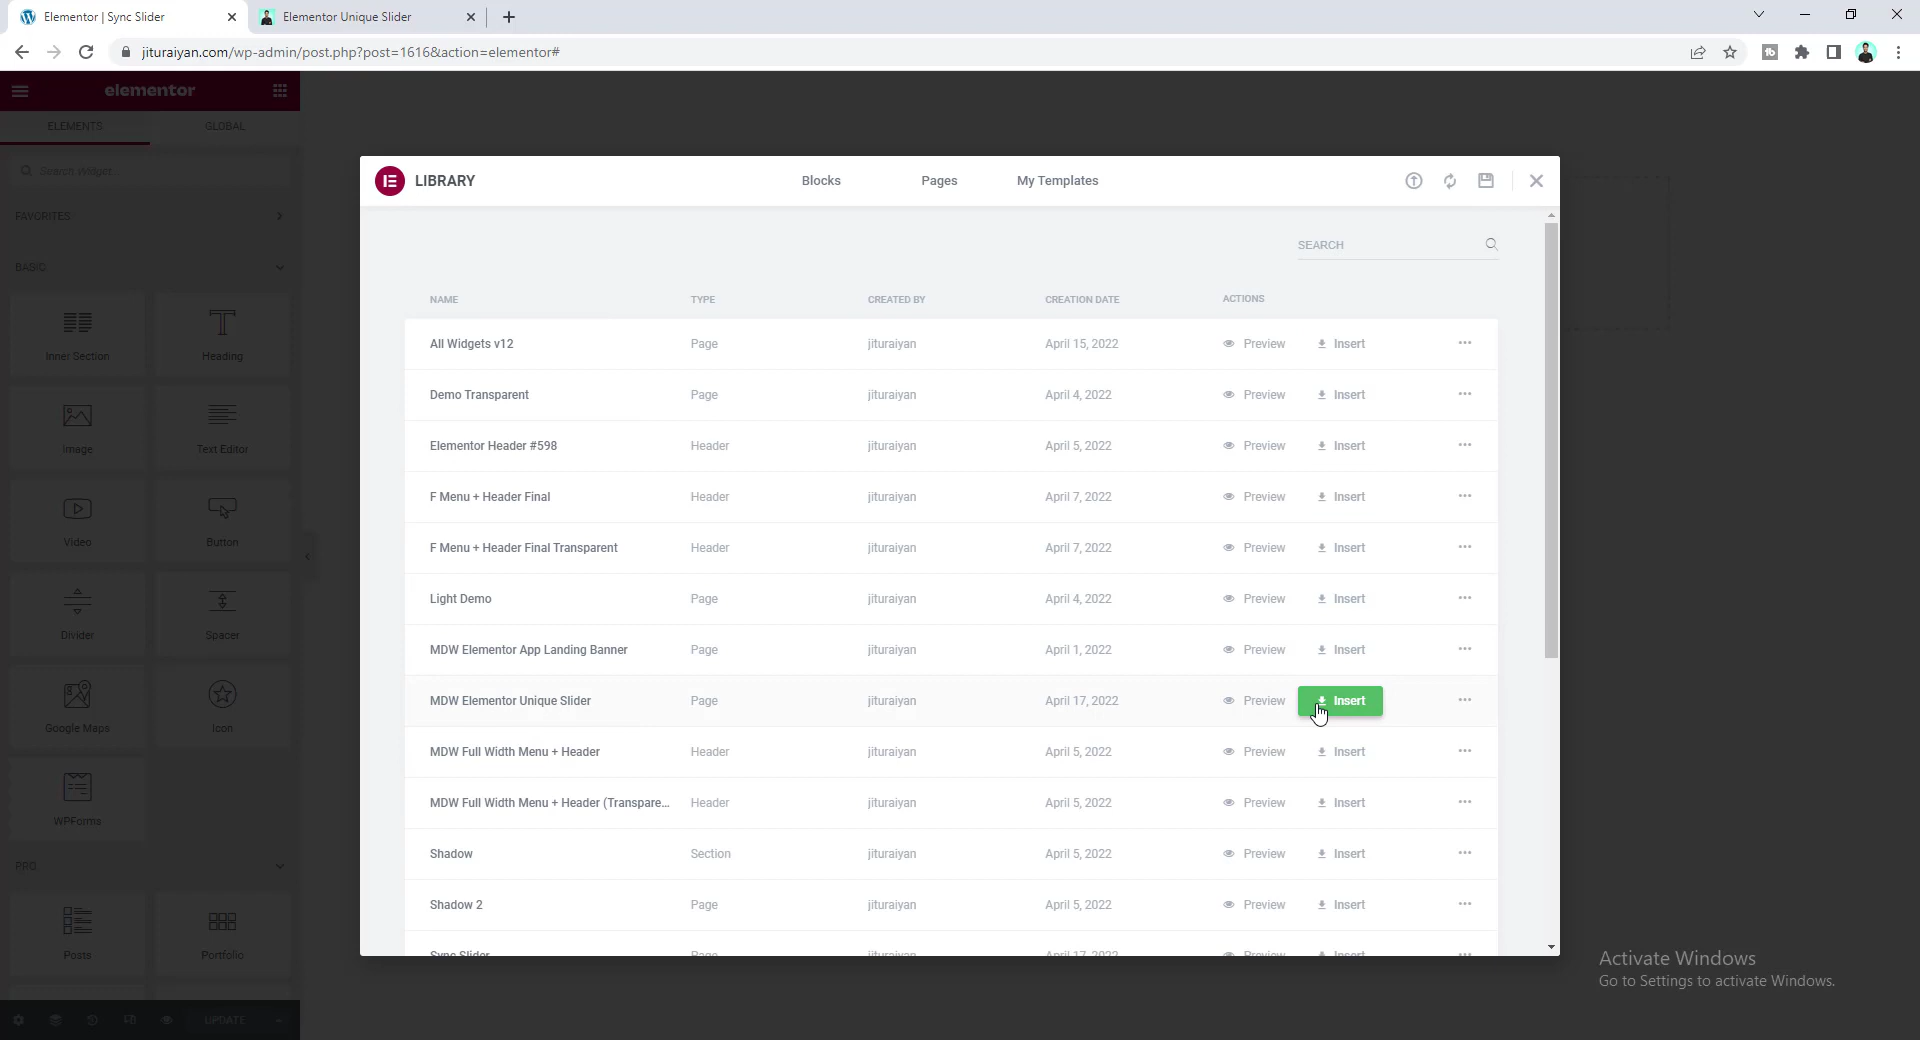 Elementor | Sync Slider
Elementor Unique Slider
jituraiyan.com/wp-admin/post.php?post=1616&action=elementor#
elementor
ELEMENTS
GLOBAL
Search Widget...
FAVORITES
BASIC
Inner Section
Heading
Image
Text Editor
Video
Button
Divider
Spacer
Google Maps
Icon
WPForms
PRO
Posts
Portfolio
UPDATE
LIBRARY
Blocks
Pages
My Templates
SEARCH
NAME TYPE CREATED BY CREATION DATE ACTIONS
All Widgets v12 Page jituraiyan April 15, 2022 Preview Insert
Demo Transparent Page jituraiyan April 4, 2022 Preview Insert
Elementor Header #598 Header jituraiyan April 5, 2022 Preview Insert
F Menu + Header Final Header jituraiyan April 7, 2022 Preview Insert
F Menu + Header Final Transparent Header jituraiyan April 7, 2022 Preview Insert
Light Demo Page jituraiyan April 4, 2022 Preview Insert
MDW Elementor App Landing Banner Page jituraiyan April 1, 2022 Preview Insert
MDW Elementor Unique Slider Page jituraiyan April 17, 2022 Preview Insert
MDW Full Width Menu + Header Header jituraiyan April 5, 2022 Preview Insert
MDW Full Width Menu + Header (Transpare... Header jituraiyan April 5, 2022 Preview Insert
Shadow Section jituraiyan April 5, 2022 Preview Insert
Shadow 2 Page jituraiyan April 5, 2022 Preview Insert
Sync Slider Page jituraiyan April 17, 2022 Preview Insert
Activate Windows
Go to Settings to activate Windows.